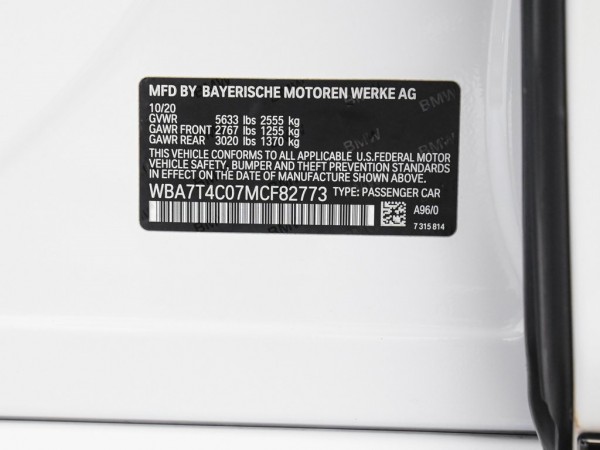 MFD BY BAYERISCHE MOTOREN WERKE AG
10/20
GVWR 5633 lbs 2555 kg
GAWR FRONT 2767 lbs 1255 kg
GAWR REAR 3020 lbs 1370 kg
THIS VEHICLE CONFORMS TO ALL APPLICABLE U.S.FEDERAL MOTOR
VEHICLE SAFETY, BUMPER AND THEFT PREVENTION STANDARDS
IN EFFECT ON THE DATE OF MANUFACTURE SHOWN ABOVE.
WBA7T4C07MCF82773 TYPE: PASSENGER CAR
A96/0
7 315 814
BMW
BMW
BMW